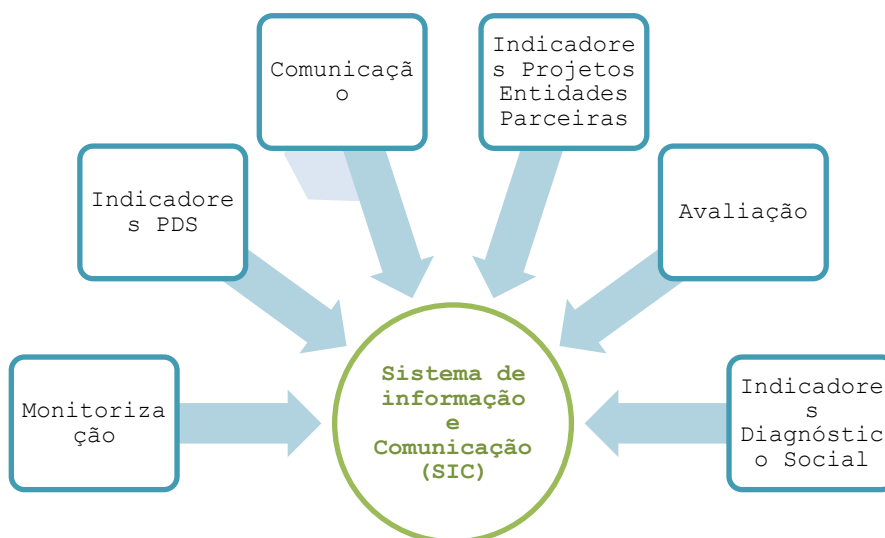 Comunicaçã
o
Indicadore
s Projetos
Entidades
Parceiras
Indicadore
s PDS
Avaliação
Monitoriza
ção
Sistema de
informação
e
Comunicação
(SIC)
Indicadore
s
Diagnóstic
o Social